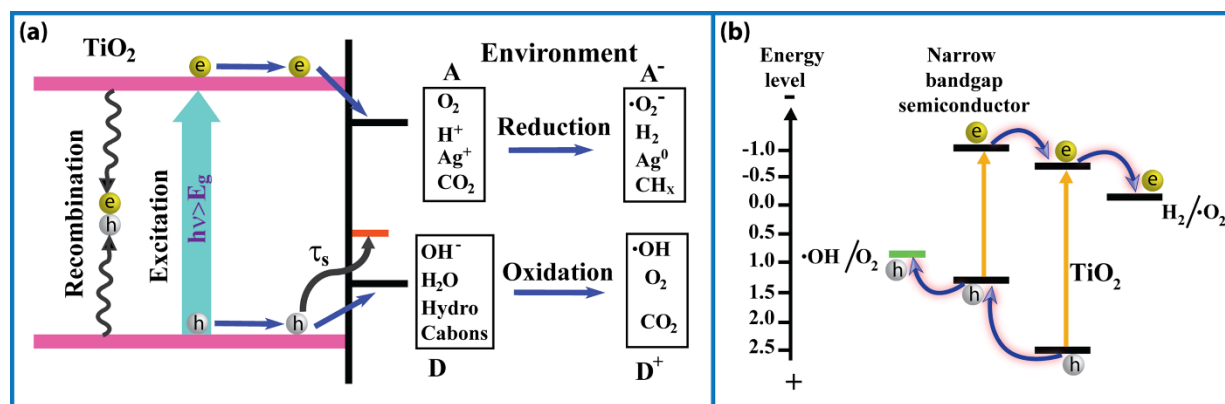 (a)
TiO2
Environment
e
e
A
A-
O2
H+
Ag+
CO2
Reduction
·O2-
H2
Ag0
CHX
Recombination
e
h
Excitation
hν>Eg
τs
OH-
H2O
Hydro
Cabons
Oxidation
·OH
O2
CO2
h
h
D
D+
(b)
Energy
level
-
Narrow
bandgap
semiconductor
e
e
e
-1.0
-0.5
0.0
0.5
1.0
1.5
2.0
2.5
+
H2/·O2
·OH /O2
h
h
TiO2
h